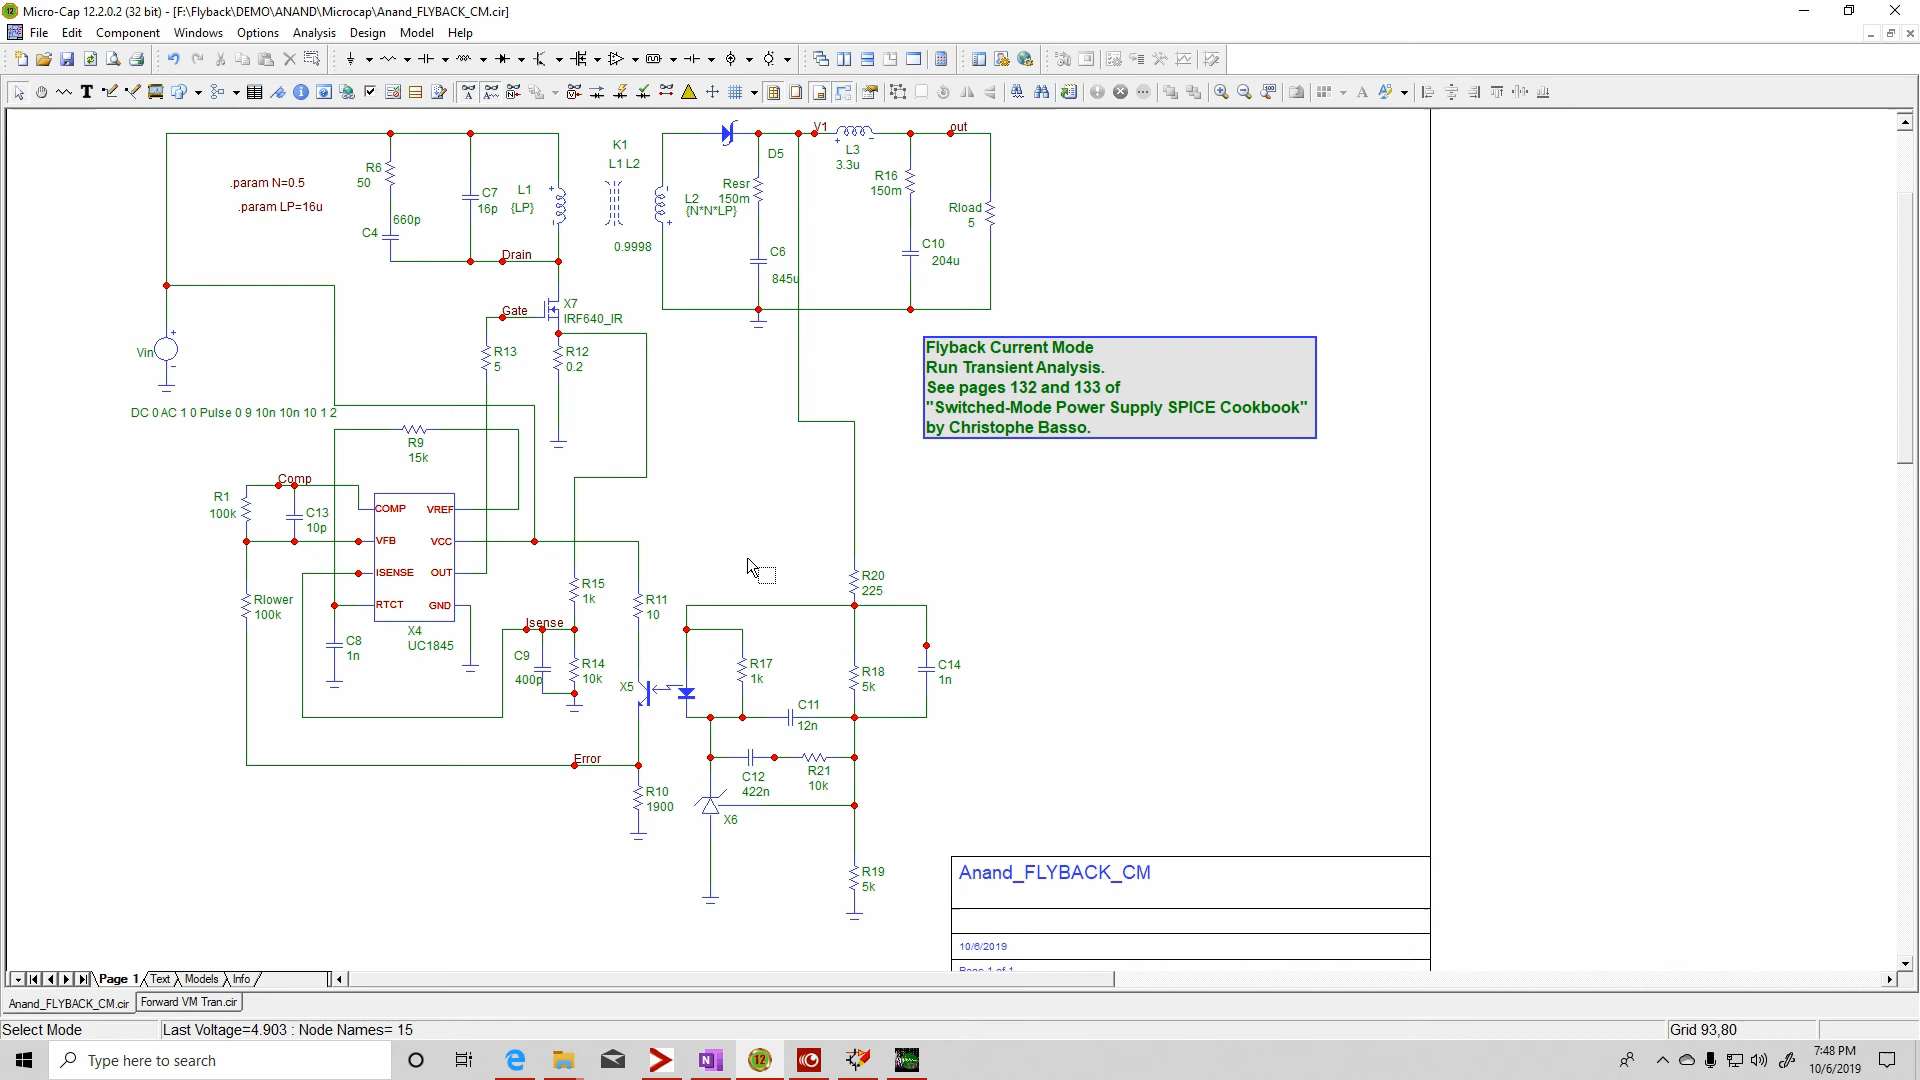 Micro-Cap 12.2.0.2 (32 bit) - [F:\Flyback\DEMO\ANAND\Microcap\Anand_FLYBACK_CM.cir]
File Edit Component Windows Options Analysis Design Model Help
.param N=0.5
.param LP=16u
R6
50
C4
660p
C7
16p
L1
{LP}
K1
L1 L2
0.9998
L2
{N*N*LP}
D5
Resr
150m
C6
845u
V1
L3
3.3u
out
R16
150m
C10
204u
Rload
5
Drain
Gate
X7
IRF640_IR
R13
5
R12
0.2
Vin
DC 0 AC 1 0 Pulse 0 9 10n 10n 10 1 2
Flyback Current Mode
Run Transient Analysis.
See pages 132 and 133 of
"Switched-Mode Power Supply SPICE Cookbook"
by Christophe Basso.
R9
15k
Comp
R1
100k
C13
10p
COMP VREF
VFB VCC
ISENSE OUT
RTCT GND
X4
UC1845
Rlower
100k
C8
1n
R15
1k
Isense
C9
400p
R14
10k
R11
10
X5
R17
1k
R20
225
R18
5k
C14
1n
C11
12n
C12
422n
R21
10k
Error
R10
1900
X6
R19
5k
Anand_FLYBACK_CM
10/6/2019
Page 1 of 1
Page 1 Text Models Info
Anand_FLYBACK_CM.cir Forward VM Tran.cir
Select Mode Last Voltage=4.903 : Node Names= 15 Grid 93,80
Type here to search
7:48 PM
10/6/2019